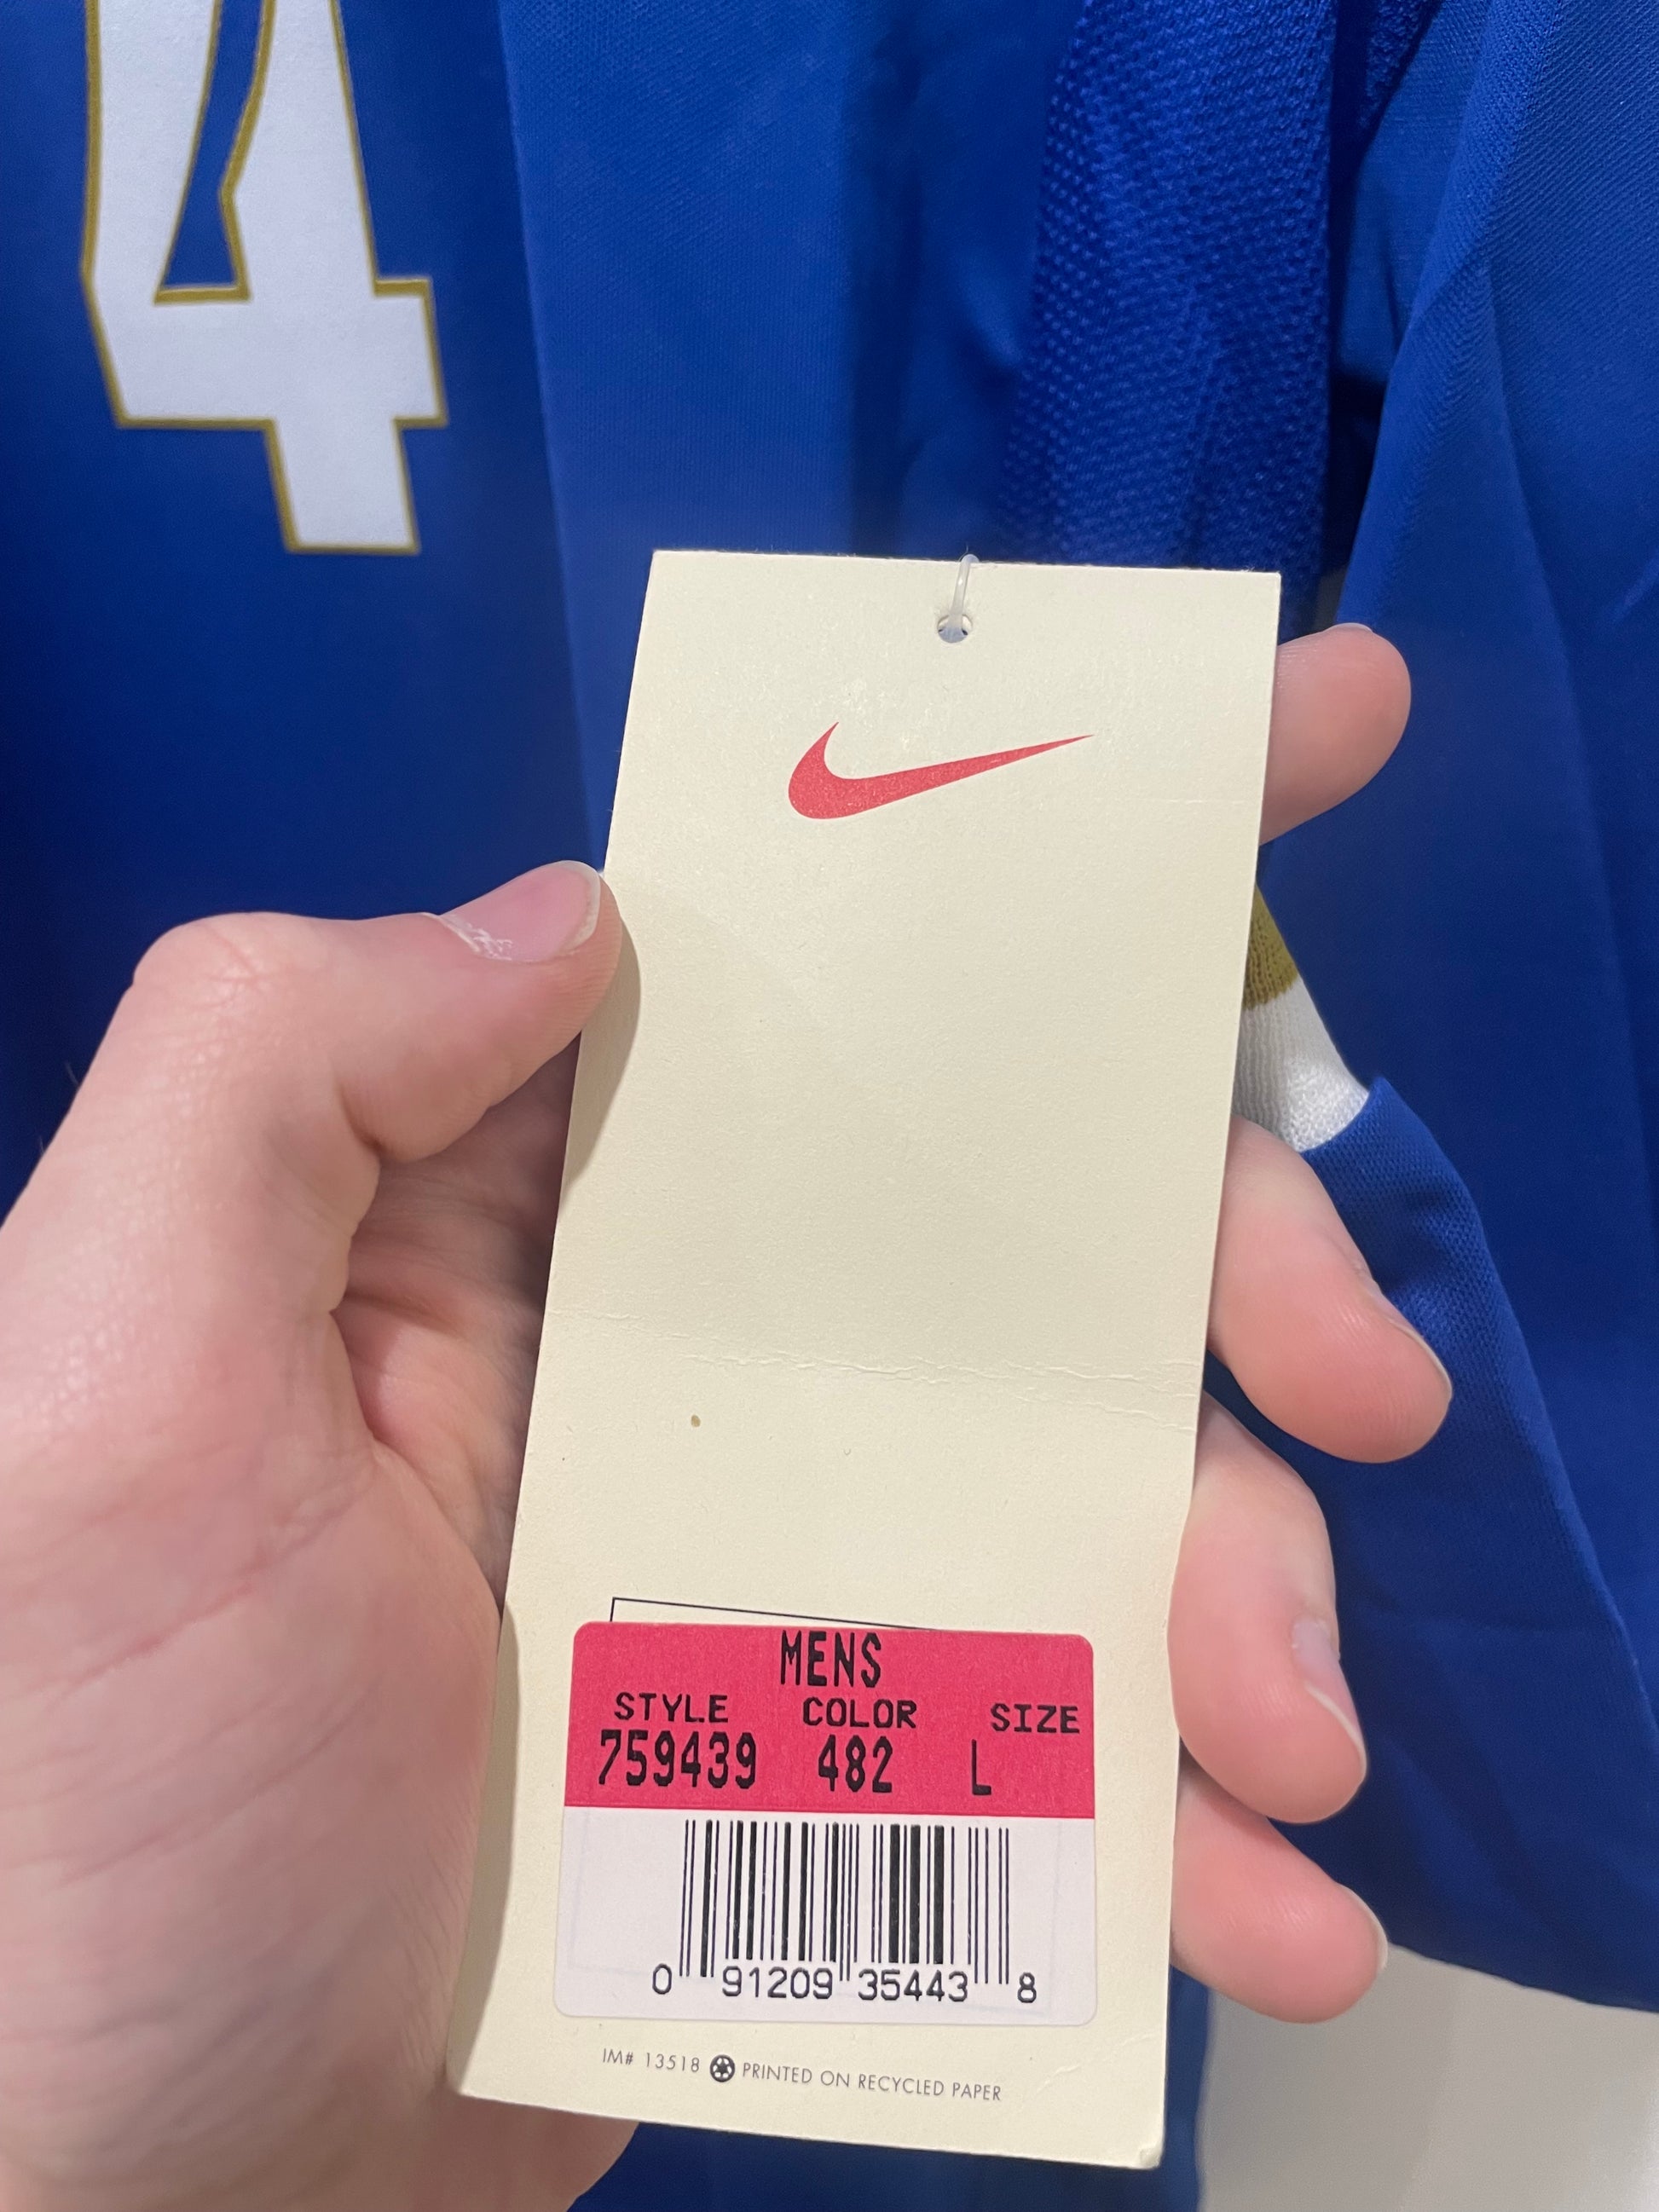 4
MENS
STYLE COLOR SIZE
759439 482 L
0 91209 35443 8
IM# 13518 PRINTED ON RECYCLED PAPER